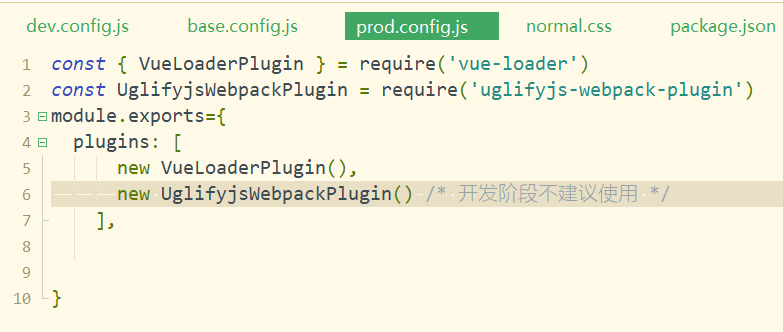 dev.config.js base.config.js prod.config.js normal.css package.json
1 const { VueLoaderPlugin } = require('vue-loader')
2 const UglifyjsWebpackPlugin = require('uglifyjs-webpack-plugin')
3 module.exports={
4 plugins: [
5 new VueLoaderPlugin(),
6 new UglifyjsWebpackPlugin() /* 开发阶段不建议使用 */
7 ],
8
9
10 }